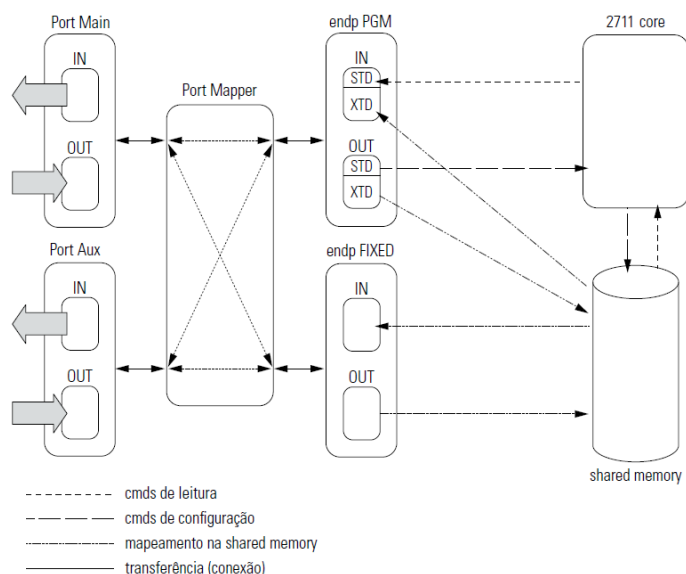 Port Main
endp PGM
2711 core
IN
IN
STD
Port Mapper
XTD
OUT
OUT
STD
XTD
Port Aux
endp FIXED
IN
IN
OUT
OUT
shared memory
cmds de leitura
cmds de configuração
mapeamento na shared memory
transferência (conexão)